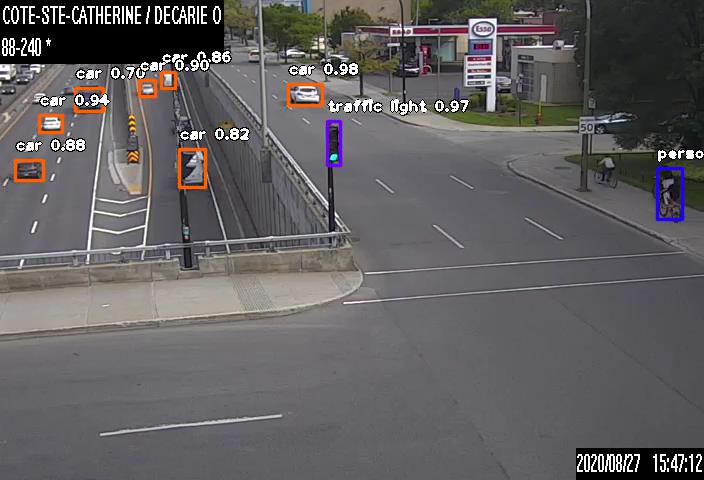 COTE-STE-CATHERINE / DECARIE O
88-240 *
car 0.86
car 0.90
car 0.70
car 0.94
car 0.88
car 0.82
car 0.98
traffic light 0.97
perso
Esso
50
2020/08/27 15:47:12